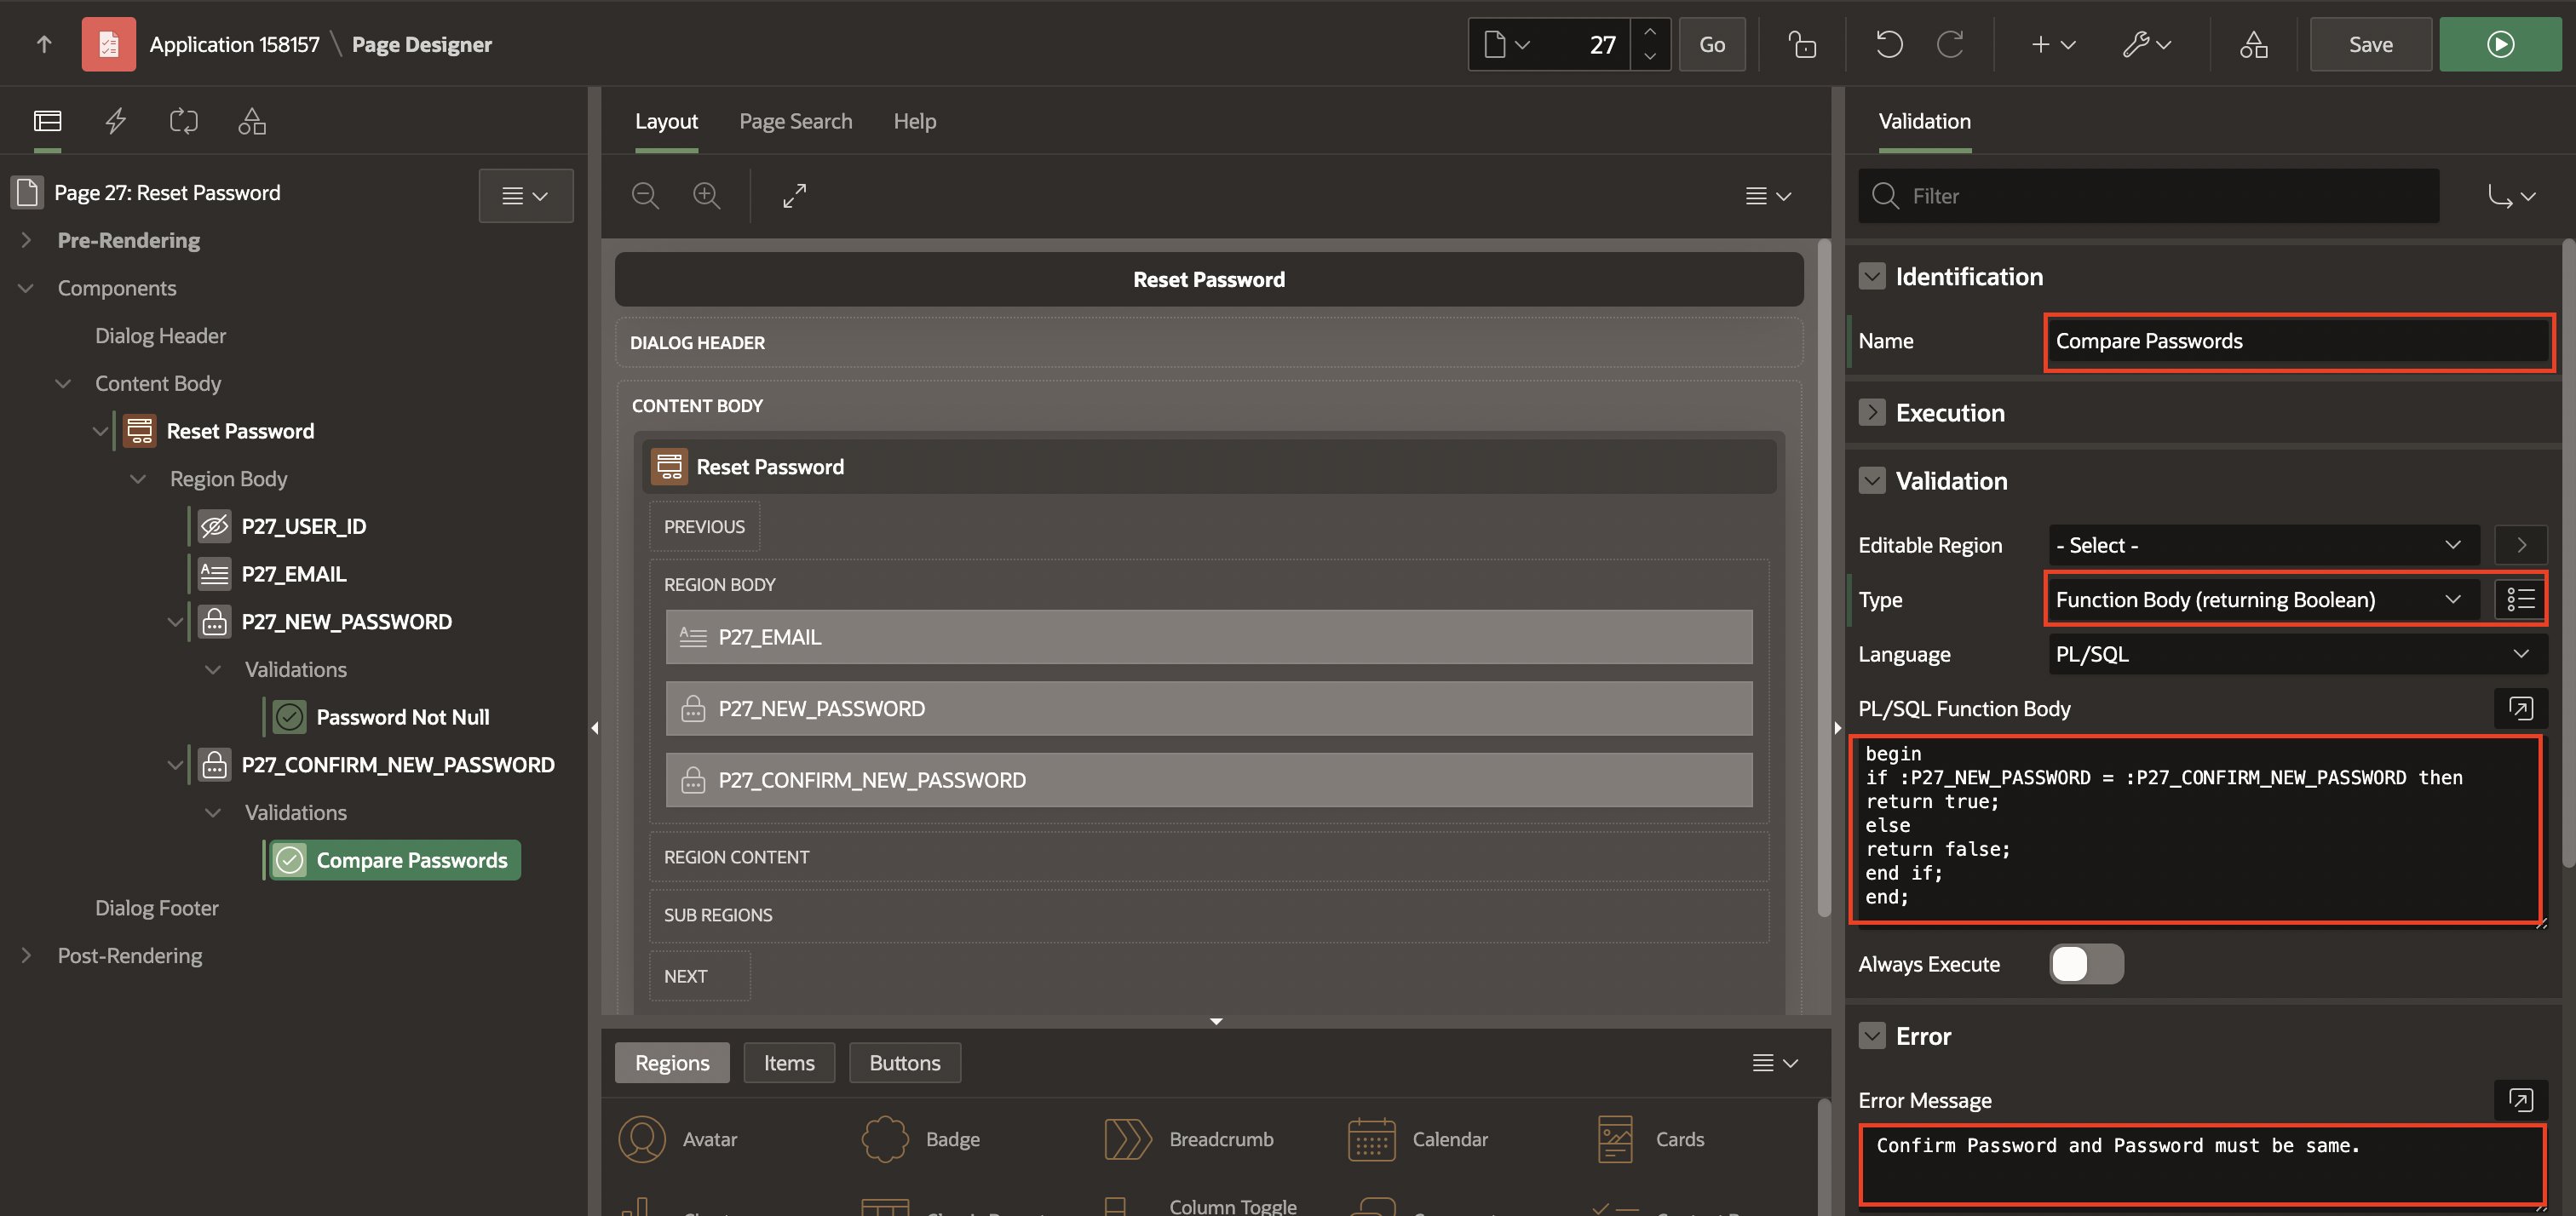 Application 158157 \ Page Designer
27
Go
Save
Page 27: Reset Password
Pre-Rendering
Components
Dialog Header
Content Body
Reset Password
Region Body
P27_USER_ID
P27_EMAIL
P27_NEW_PASSWORD
Validations
Password Not Null
P27_CONFIRM_NEW_PASSWORD
Validations
Compare Passwords
Dialog Footer
Post-Rendering
Layout
Page Search
Help
Reset Password
DIALOG HEADER
CONTENT BODY
Reset Password
PREVIOUS
REGION BODY
P27_EMAIL
P27_NEW_PASSWORD
P27_CONFIRM_NEW_PASSWORD
REGION CONTENT
SUB REGIONS
NEXT
Regions
Items
Buttons
Avatar
Badge
Breadcrumb
Calendar
Cards
Column Toggle
Validation
Filter
Identification
Name
Compare Passwords
Execution
Validation
Editable Region
- Select -
Type
Function Body (returning Boolean)
Language
PL/SQL
PL/SQL Function Body
begin
if :P27_NEW_PASSWORD = :P27_CONFIRM_NEW_PASSWORD then
return true;
else
return false;
end if;
end;
Always Execute
Error
Error Message
Confirm Password and Password must be same.